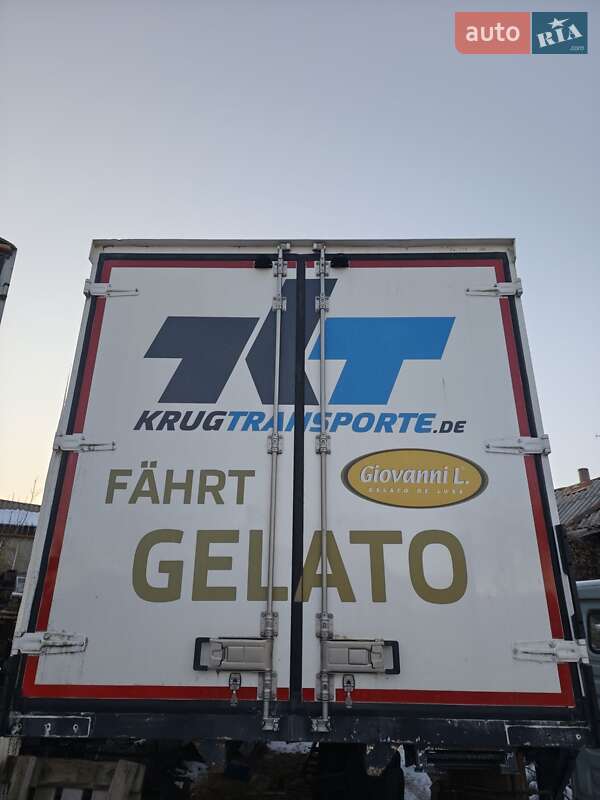 auto RIA
.com
KT
KRUGTRANSPORTE.DE
FÄHRT
Giovanni L.
GELATO DE LUXE
GELATO